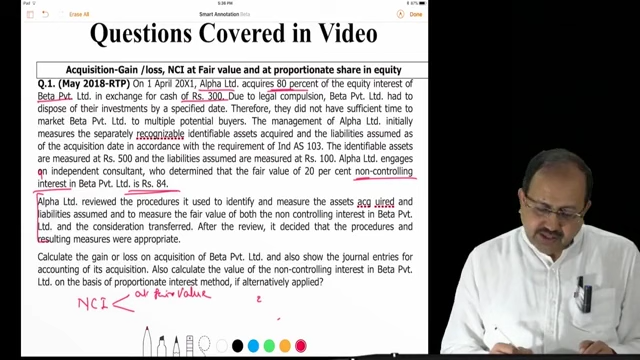 3:38 PM
Erase All
Smart Annotation Beta
Done
Questions Covered in Video
Acquisition-Gain /loss, NCI at Fair value and at proportionate share in equity
Q.1. (May 2018-RTP) On 1 April 20X1, Alpha Ltd. acquires 80 percent of the equity interest of
Beta Pvt. Ltd. in exchange for cash of Rs. 300. Due to legal compulsion, Beta Pvt. Ltd. had to
dispose of their investments by a specified date. Therefore, they did not have sufficient time to
market Beta Pvt. Ltd. to multiple potential buyers. The management of Alpha Ltd. initially
measures the separately recognizable identifiable assets acquired and the liabilities assumed as
of the acquisition date in accordance with the requirement of Ind AS 103. The identifiable assets
are measured at Rs. 500 and the liabilities assumed are measured at Rs. 100. Alpha Ltd. engages
on independent consultant, who determined that the fair value of 20 per cent non-controlling
interest in Beta Pvt. Ltd. is Rs. 84.
Alpha Ltd. reviewed the procedures it used to identify and measure the assets acq uired and
liabilities assumed and to measure the fair value of both the non controlling interest in Beta Pvt.
Ltd. and the consideration transferred. After the review, it decided that the procedures and
resulting measures were appropriate.
Calculate the gain or loss on acquisition of Beta Pvt. Ltd. and also show the journal entries for
accounting of its acquisition. Also calculate the value of the non-controlling interest in Beta Pvt.
Ltd. on the basis of proportionate interest method, if alternatively applied?
at fair value
NCI